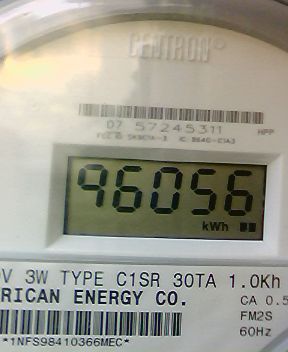 CENTRON®
07 57245311 HPP
96056
kWh
V 3W TYPE C1SR 30TA 1.0Kh
RICAN ENERGY CO.
CA 0.5
FM2S
60Hz
*1NFS98410366MEC*